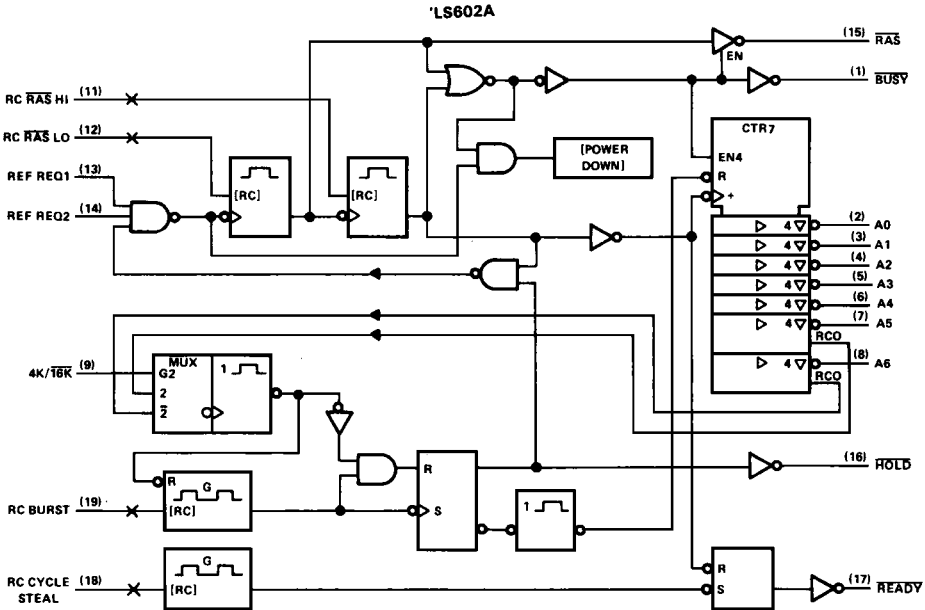 'LS602A
(15) RAS
EN
(1) BUSY
RC RAS HI (11)
RC RAS LO (12)
REF REQ1 (13)
REF REQ2 (14)
[RC]
[RC]
[POWER
DOWN]
CTR7
EN4
R
+
4 (2) A0
4 (3) A1
4 (4) A2
4 (5) A3
4 (6) A4
4 (7) A5
RCO
4 (8) A6
RCO
4K/16K (9)
MUX
G2
2
2
1
R
G
[RC]
RC BURST (19)
R
S
1
(16) HOLD
RC CYCLE
STEAL
(18)
G
[RC]
R
S
(17) READY